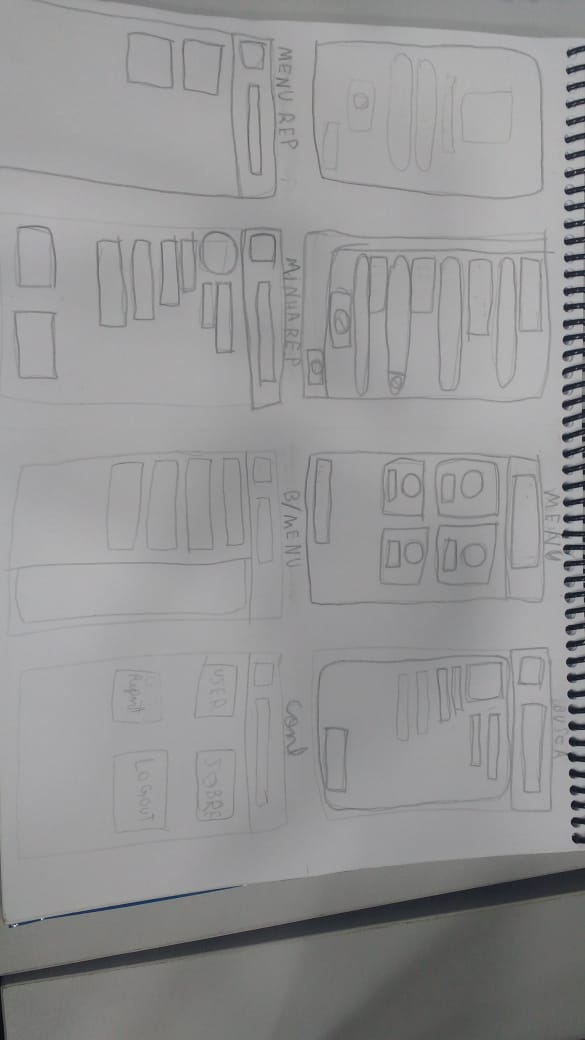 MENU
BUSCA
MENU REP
MINHA REP
B/MENU
Conf
USER
SOBRE
Report
LOGOUT